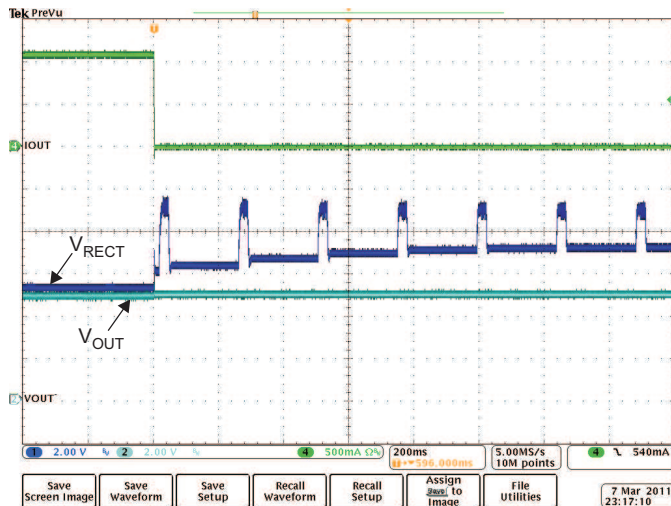 Tek PreVu
T
4 IOUT
VRECT
VOUT
2 VOUT
1 2.00 V 2 2.00 V 4 500mA Ω
200ms
T 596.000ms
5.00MS/s
10M points
4 540mA
Save
Screen Image
Save
Waveform
Save
Setup
Recall
Waveform
Recall
Setup
Assign
Save to
Image
File
Utilities
7 Mar 2011
23:17:10